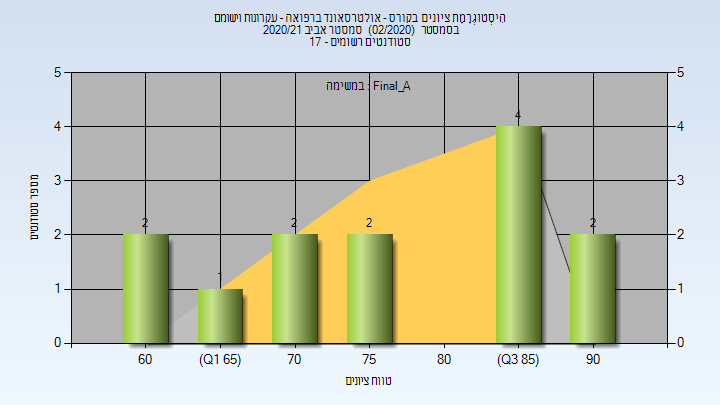 היסטוגרמת ציונים בקורס - אולטרסאונד ברפואה - עקרונות וישומם
בסמסטר (02/2020) סמסטר אביב 2020/21
סטודנטים רשומים - 17
במשימה : Final_A
מספר סטודנטים
5
4
3
2
1
0
5
4
3
2
1
0
2
1
2
2
4
2
60
(Q1 65)
70
75
80
(Q3 85)
90
טווח ציונים